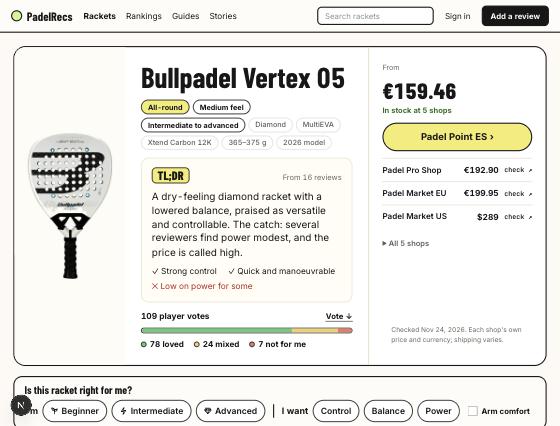 PadelRecs Rackets Rankings Guides Stories Search rackets Sign in Add a review
Bullpadel Vertex 05
All-round Medium feel
Intermediate to advanced Diamond MultiEVA
Xtend Carbon 12K 365–375 g 2026 model
TL;DR From 16 reviews
A dry-feeling diamond racket with a
lowered balance, praised as versatile
and controllable. The catch: several
reviewers find power modest, and the
price is called high.
✓ Strong control ✓ Quick and manoeuvrable
✕ Low on power for some
109 player votes Vote ↓
78 loved 24 mixed 7 not for me
From
€159.46
In stock at 5 shops
Padel Point ES ›
Padel Pro Shop €192.90 check ↗
Padel Market EU €199.95 check ↗
Padel Market US $289 check ↗
▸ All 5 shops
Checked Nov 24, 2026. Each shop's own
price and currency; shipping varies.
Is this racket right for me?
N Beginner Intermediate Advanced I want Control Balance Power Arm comfort